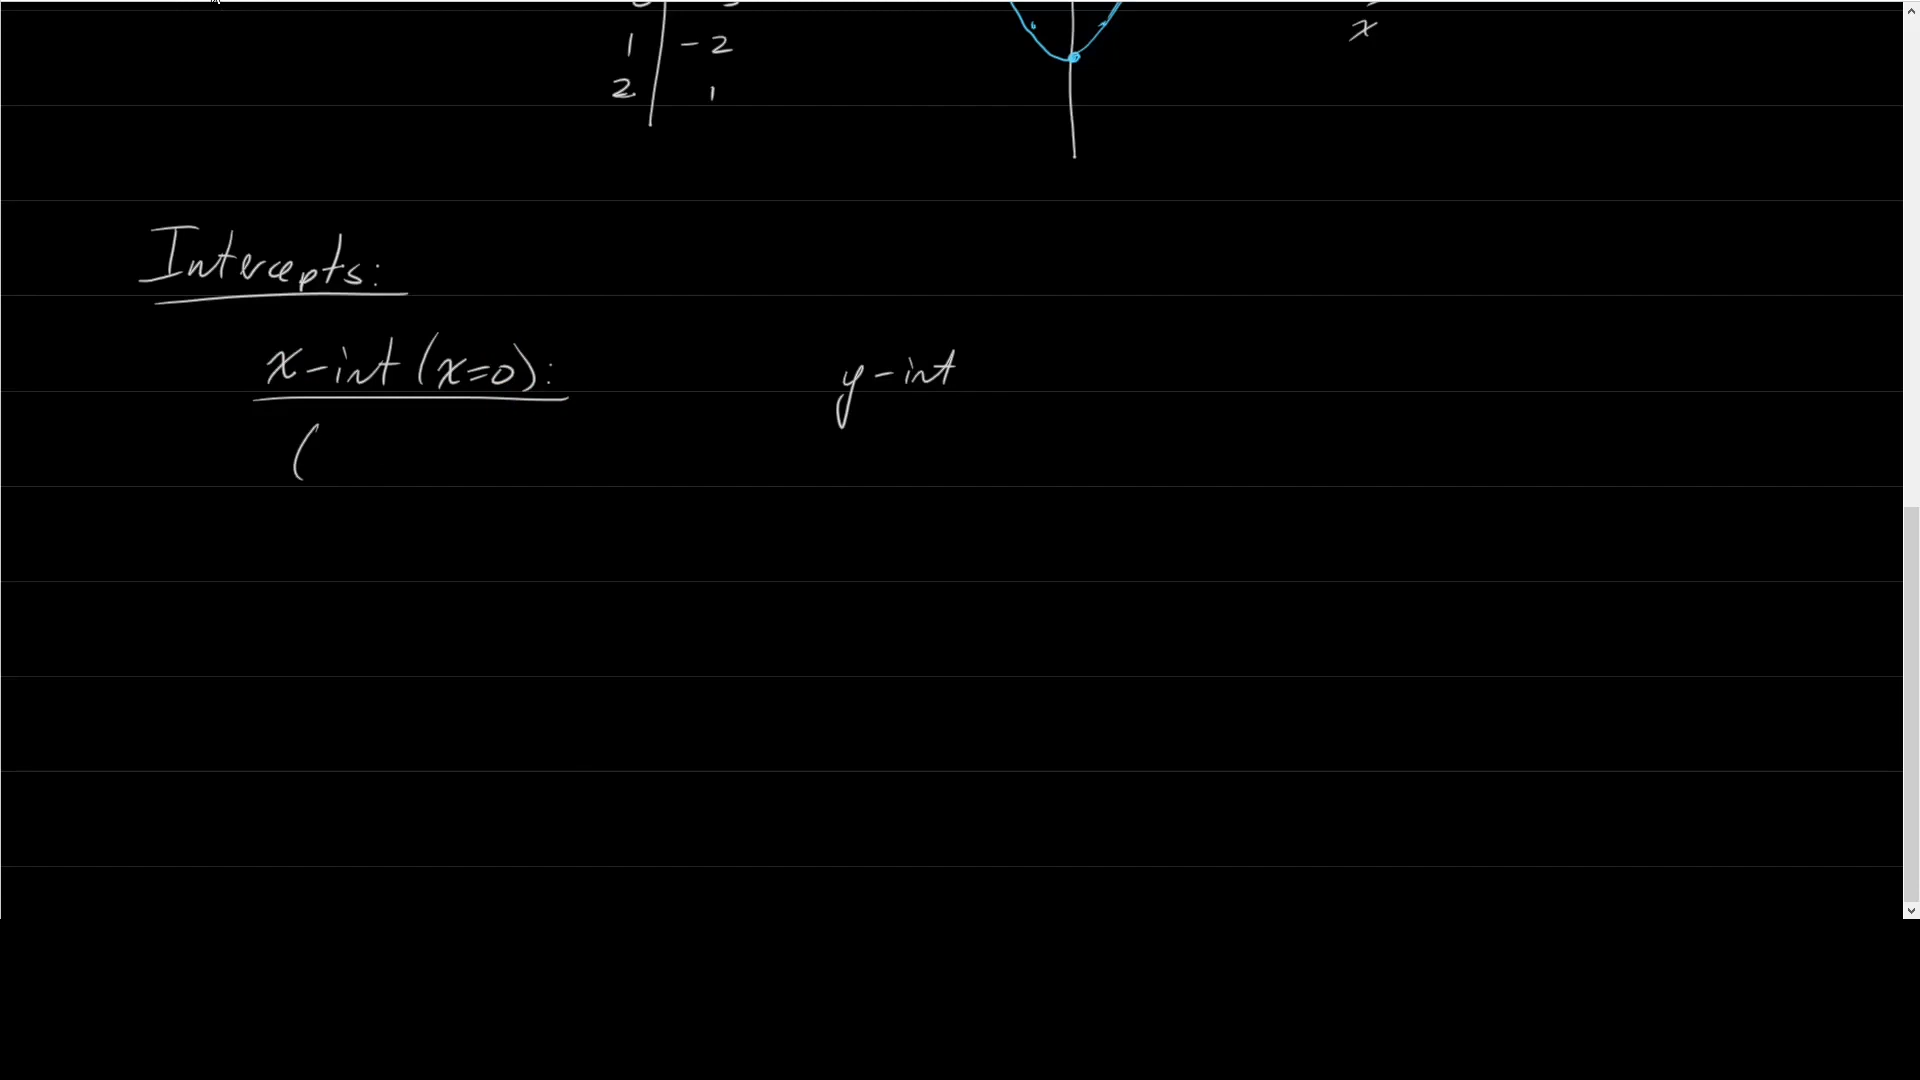 x
1 -2
2 1
Intercepts:
x-int (x=0): y-int
(